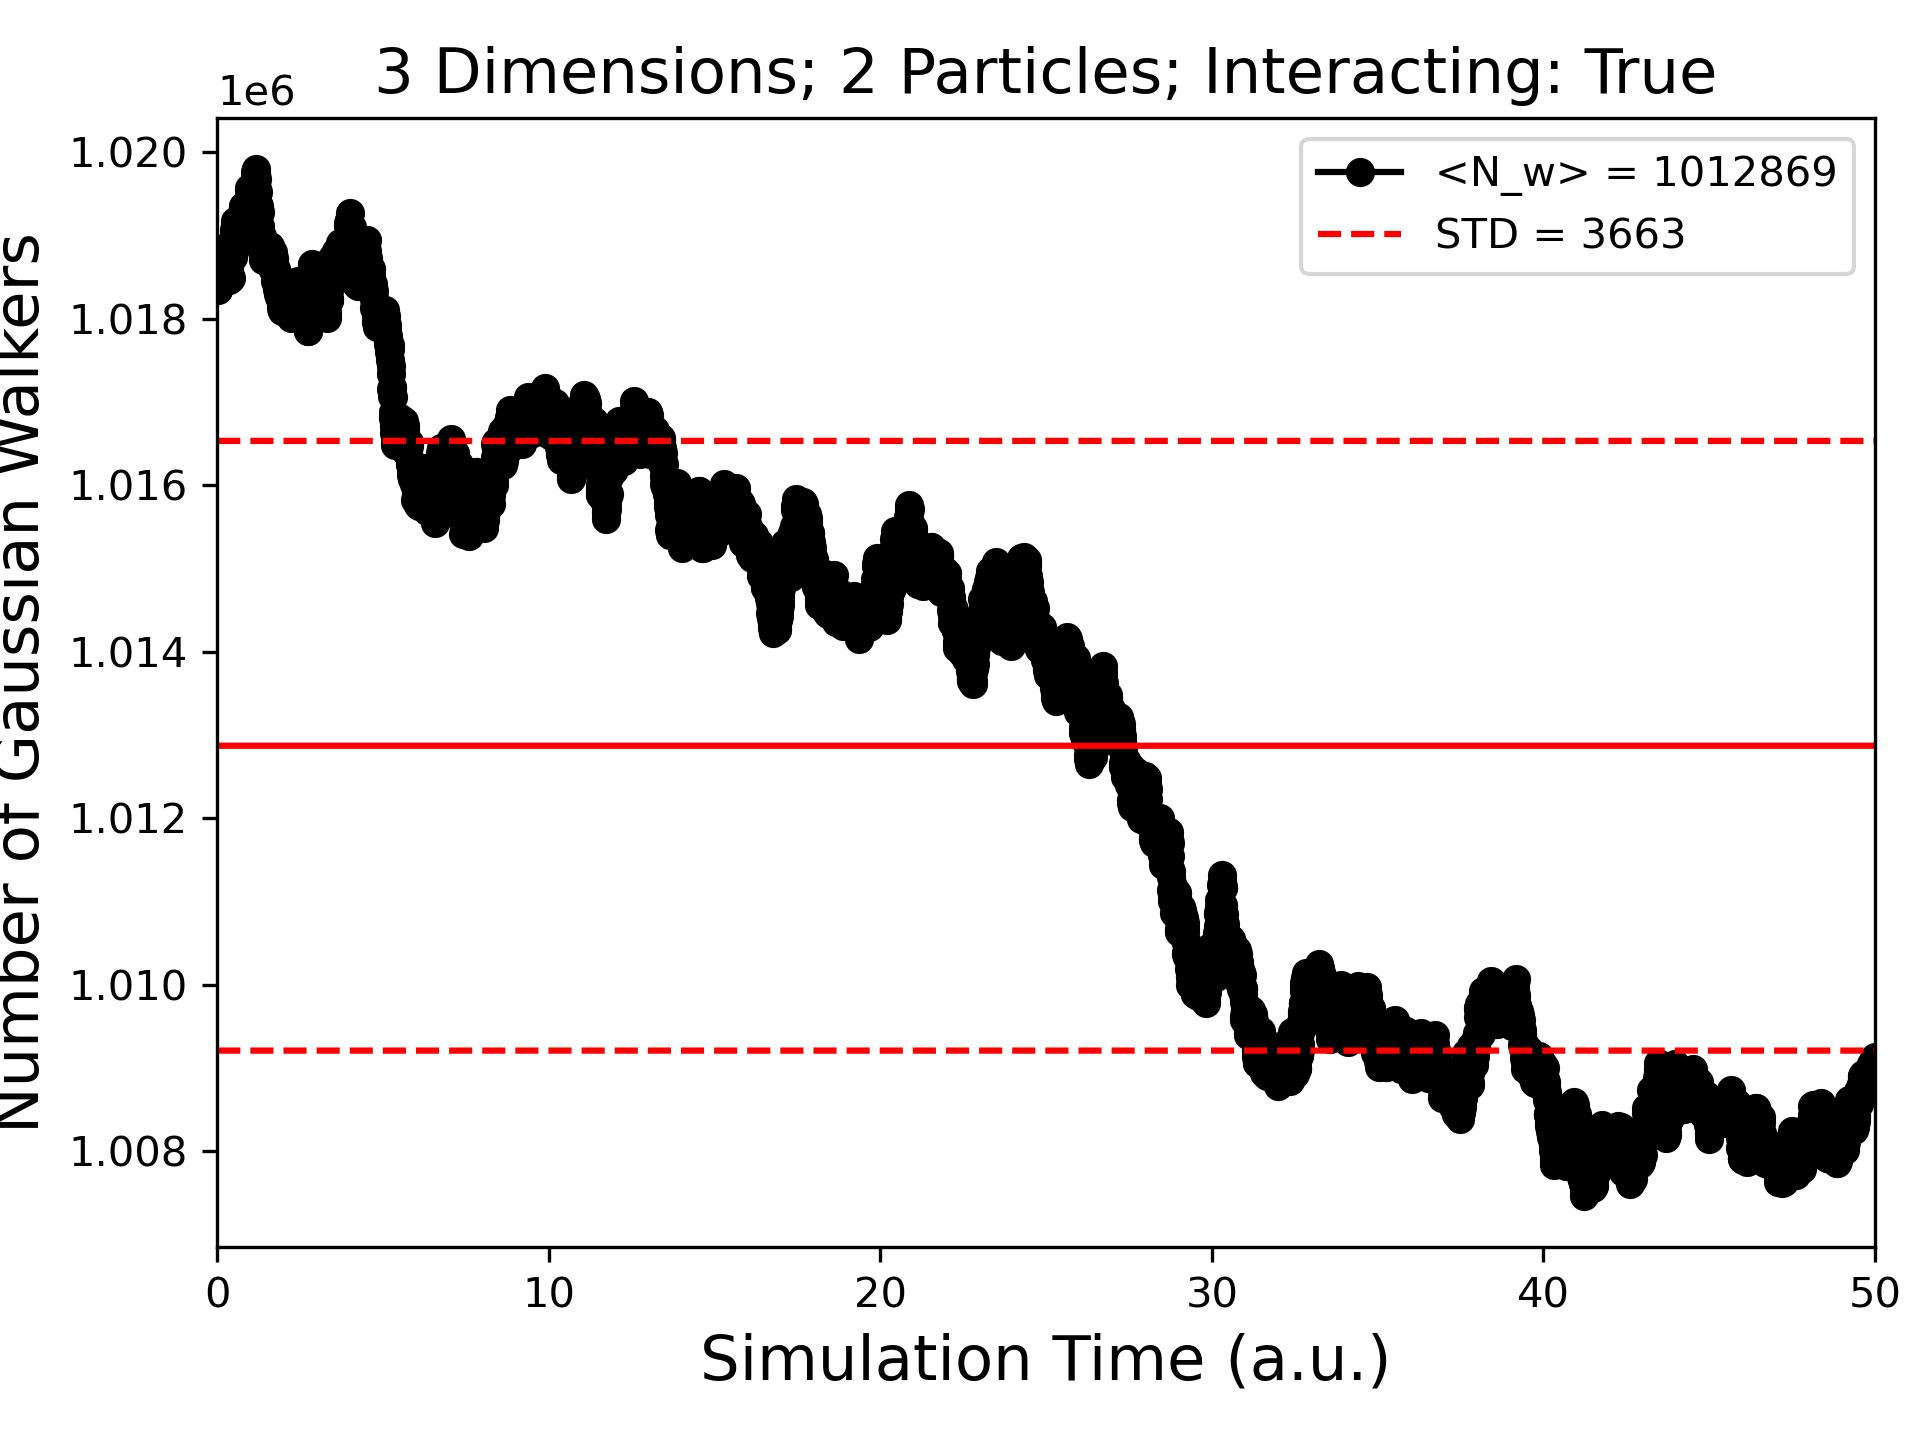 3 Dimensions; 2 Particles; Interacting: True
1e6
<N_w> = 1012869
STD = 3663
1.020
1.018
1.016
1.014
1.012
1.010
1.008
Number of Gaussian Walkers
0 10 20 30 40 50
Simulation Time (a.u.)